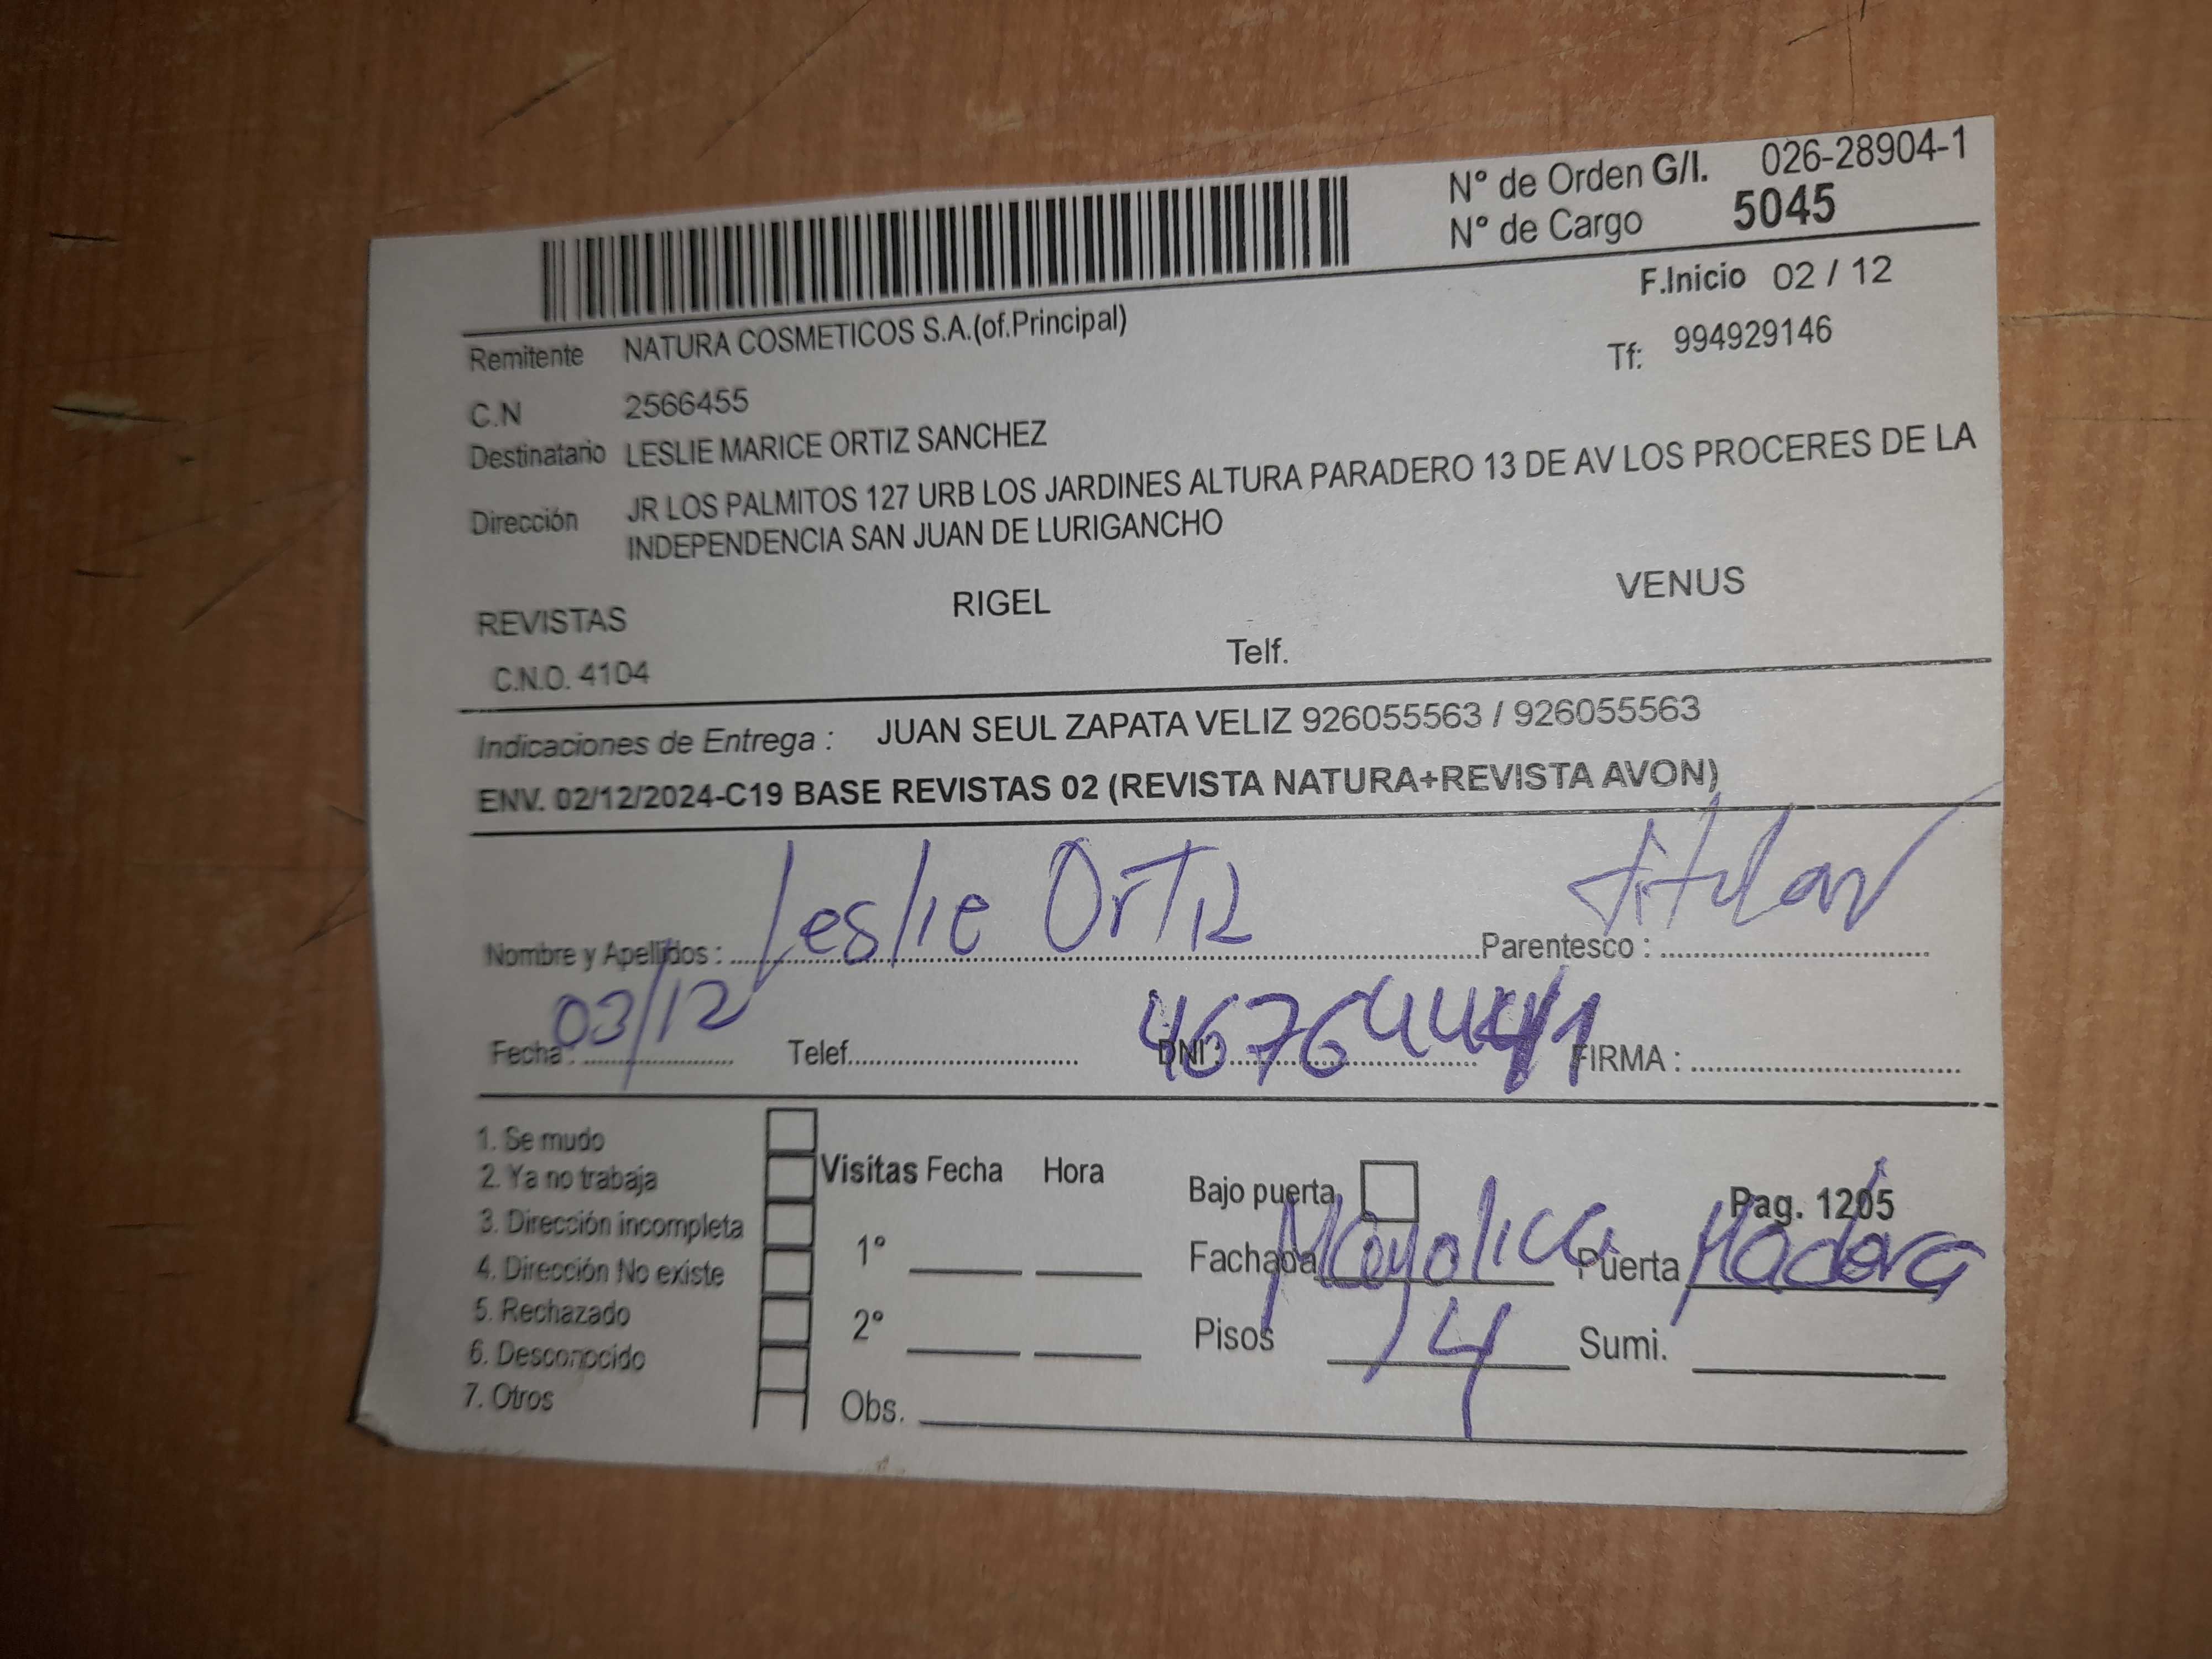 N° de Orden G/I. 026-28904-1
N° de Cargo 5045
F.Inicio 02 / 12
Remitente NATURA COSMETICOS S.A.(of.Principal)
Tf: 994929146
C.N 2566455
Destinatario LESLIE MARICE ORTIZ SANCHEZ
Dirección JR LOS PALMITOS 127 URB LOS JARDINES ALTURA PARADERO 13 DE AV LOS PROCERES DE LA
INDEPENDENCIA SAN JUAN DE LURIGANCHO
REVISTAS RIGEL VENUS
C.N.O. 4104 Telf.
Indicaciones de Entrega : JUAN SEUL ZAPATA VELIZ 926055563 / 926055563
ENV. 02/12/2024-C19 BASE REVISTAS 02 (REVISTA NATURA+REVISTA AVON)
Nombre y Apellidos : Leslie Ortiz Parentesco : titular
Fecha : 03/12 Telef. DNI : FIRMA :
1. Se mudo
2. Ya no trabaja
3. Dirección incompleta
4. Dirección No existe
5. Rechazado
6. Desconocido
7. Otros
Visitas Fecha Hora
1°
2°
Obs.
Bajo puerta Pag. 1205
Fachada Mayolica Puerta Madera
Pisos 4 Sumi.